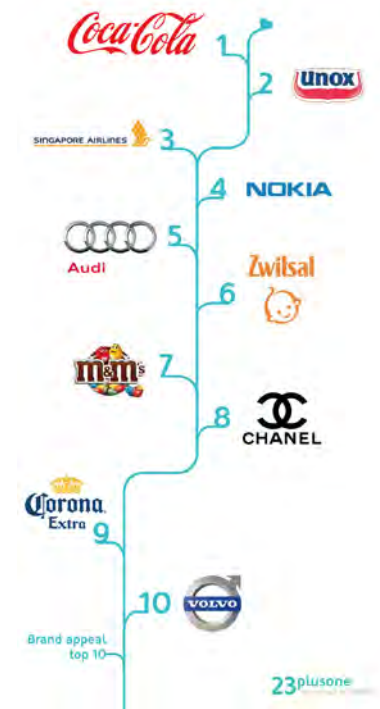 Coca-Cola
1
2
unox
SINGAPORE AIRLINES
3
4
NOKIA
5
Audi
Zwitsal
6
m&m's
7
8
CHANEL
Corona
Extra
9
10
VOLVO
Brand appeal
top 10
23plusone